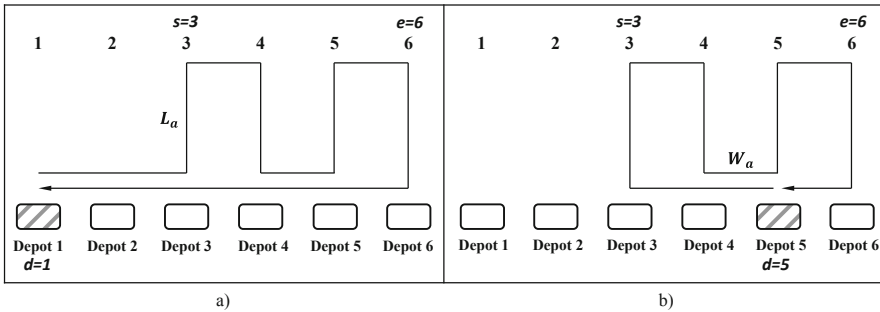 s=3 e=6
1 2 3 4 5 6
L_a
Depot 1 Depot 2 Depot 3 Depot 4 Depot 5 Depot 6
d=1
a)
s=3 e=6
1 2 3 4 5 6
W_a
Depot 1 Depot 2 Depot 3 Depot 4 Depot 5 Depot 6
d=5
b)